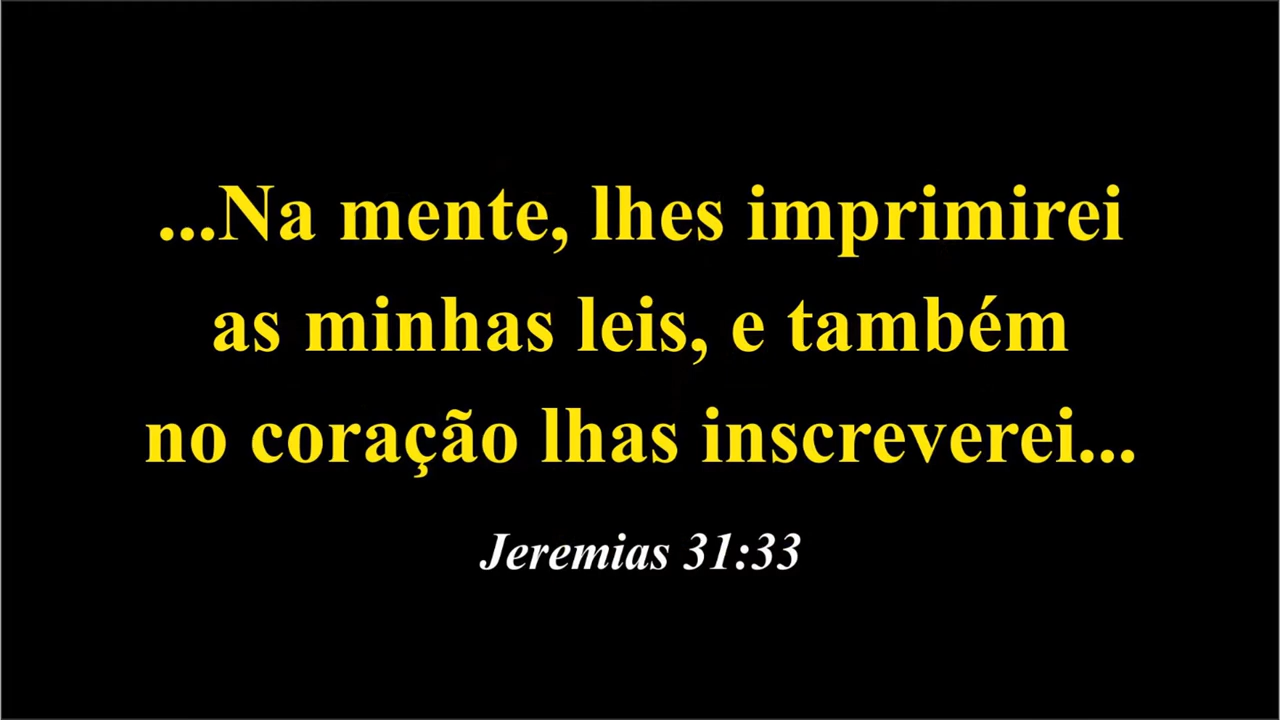 ...Na mente, lhes imprimirei
as minhas leis, e também
no coração lhas inscreverei...
Jeremias 31:33